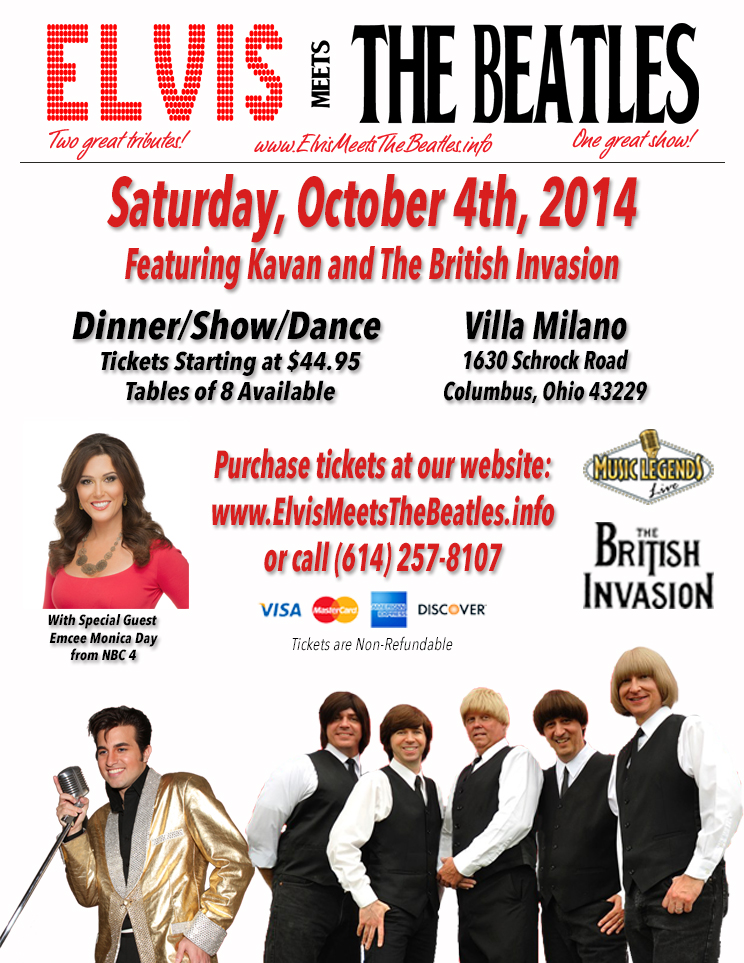 ELVIS MEETS THE BEATLES
Two great tributes!
www.ElvisMeetsTheBeatles.info
One great show!
Saturday, October 4th, 2014
Featuring Kavan and The British Invasion
Dinner/Show/Dance
Tickets Starting at $44.95
Tables of 8 Available
Villa Milano
1630 Schrock Road
Columbus, Ohio 43229
Purchase tickets at our website:
www.ElvisMeetsTheBeatles.info
or call (614) 257-8107
VISA MasterCard AMERICAN EXPRESS DISCOVER
Tickets are Non-Refundable
With Special Guest
Emcee Monica Day
from NBC 4
MUSIC LEGENDS
Live
THE
BRITISH
INVASION